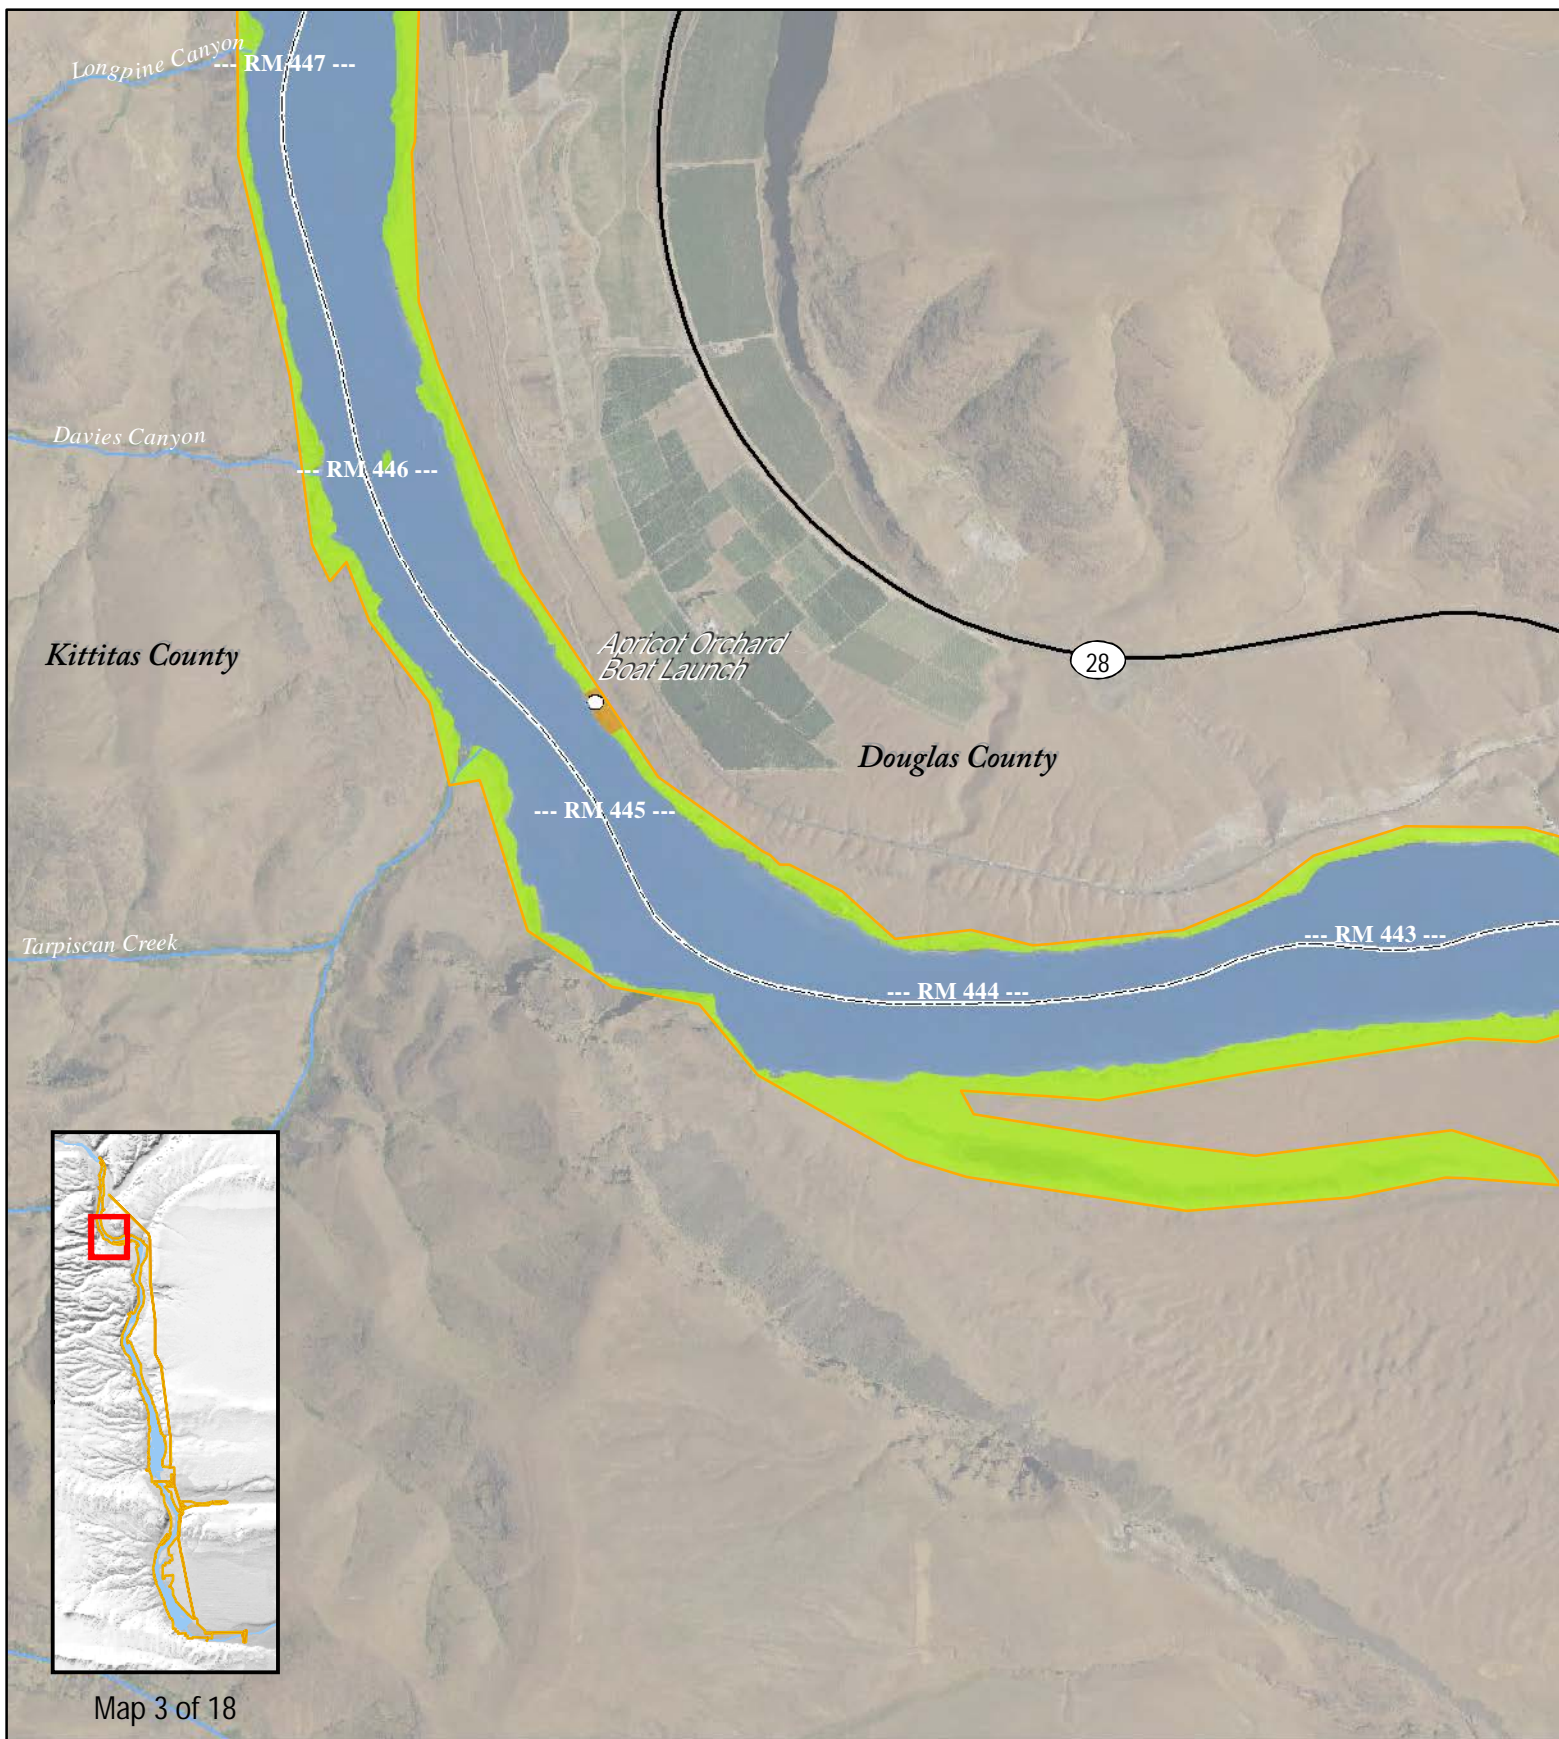 Longpine Canyon
--- RM 447 ---
Davies Canyon
--- RM 446 ---
Apricot Orchard
Boat Launch
Kittitas County
28
Douglas County
--- RM 445 ---
Tarpiscan Creek
--- RM 443 ---
--- RM 444 ---
Map 3 of 18